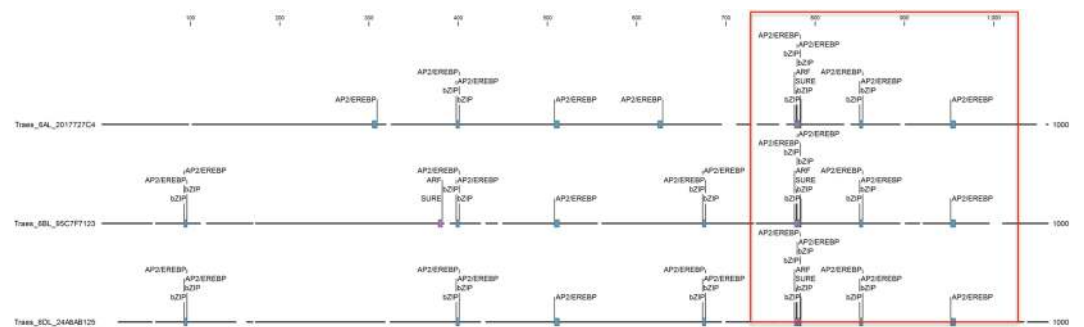 100 200 300 400 500 600 700 800 900 1,000
AP2/EREBP
AP2/EREBP
bZIP
bZIP
AP2/EREBP ARF AP2/EREBP
AP2/EREBP SURE AP2/EREBP
AP2/EREBP bZIP AP2/EREBP AP2/EREBP bZIP bZIP AP2/EREBP
bZIP bZIP
Traes_6AL_2017727C4 1000
AP2/EREBP
AP2/EREBP
bZIP
AP2/EREBP bZIP
AP2/EREBP AP2/EREBP AP2/EREBP ARF AP2/EREBP
bZIP ARF AP2/EREBP AP2/EREBP SURE AP2/EREBP
bZIP SURE bZIP bZIP AP2/EREBP bZIP bZIP bZIP bZIP AP2/EREBP
Traes_6BL_95C7F7123 1000
AP2/EREBP
AP2/EREBP
bZIP
bZIP
AP2/EREBP AP2/EREBP AP2/EREBP ARF AP2/EREBP
AP2/EREBP AP2/EREBP AP2/EREBP SURE AP2/EREBP
bZIP bZIP bZIP bZIP AP2/EREBP bZIP bZIP bZIP bZIP bZIP AP2/EREBP
Traes_6DL_24A8AB125 1000